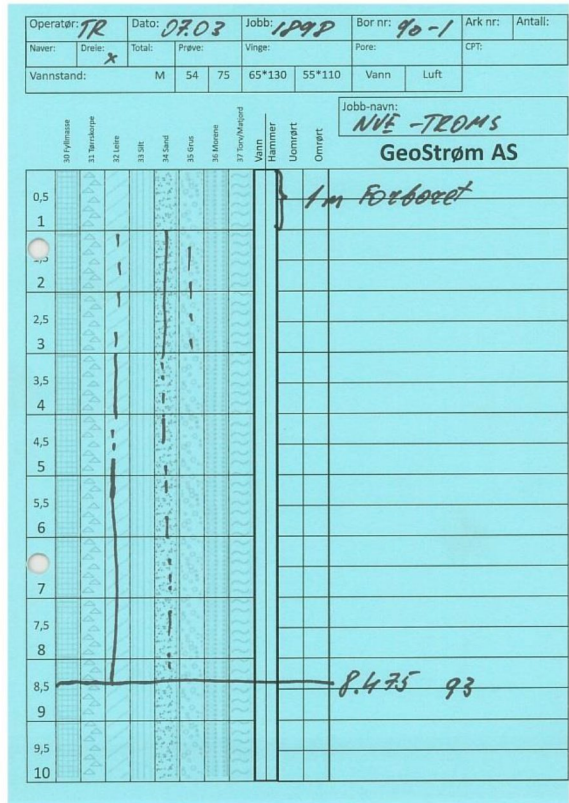 Operatør: TR Dato: 07.03 Jobb: 1898 Bor nr: 90-1 Ark nr: Antall:
Naver: Dreie: x Total: Prøve: Vinge: Pore: CPT:
Vannstand: M 54 75 65*130 55*110 Vann Luft
Jobb-navn:
NVE-TROMS
GeoStrøm AS
30 Fyllmasse 31 Tørrskorpe 32 Leire 33 Silt 34 Sand 35 Grus 36 Morene 37 Torv/Matjord Vann Hammer Uomrørt Omrørt
0,5
1 m Forboret
1
1,5
2
2,5
3
3,5
4
4,5
5
5,5
6
7
7,5
8
8,5 8.475 93
9
9,5
10